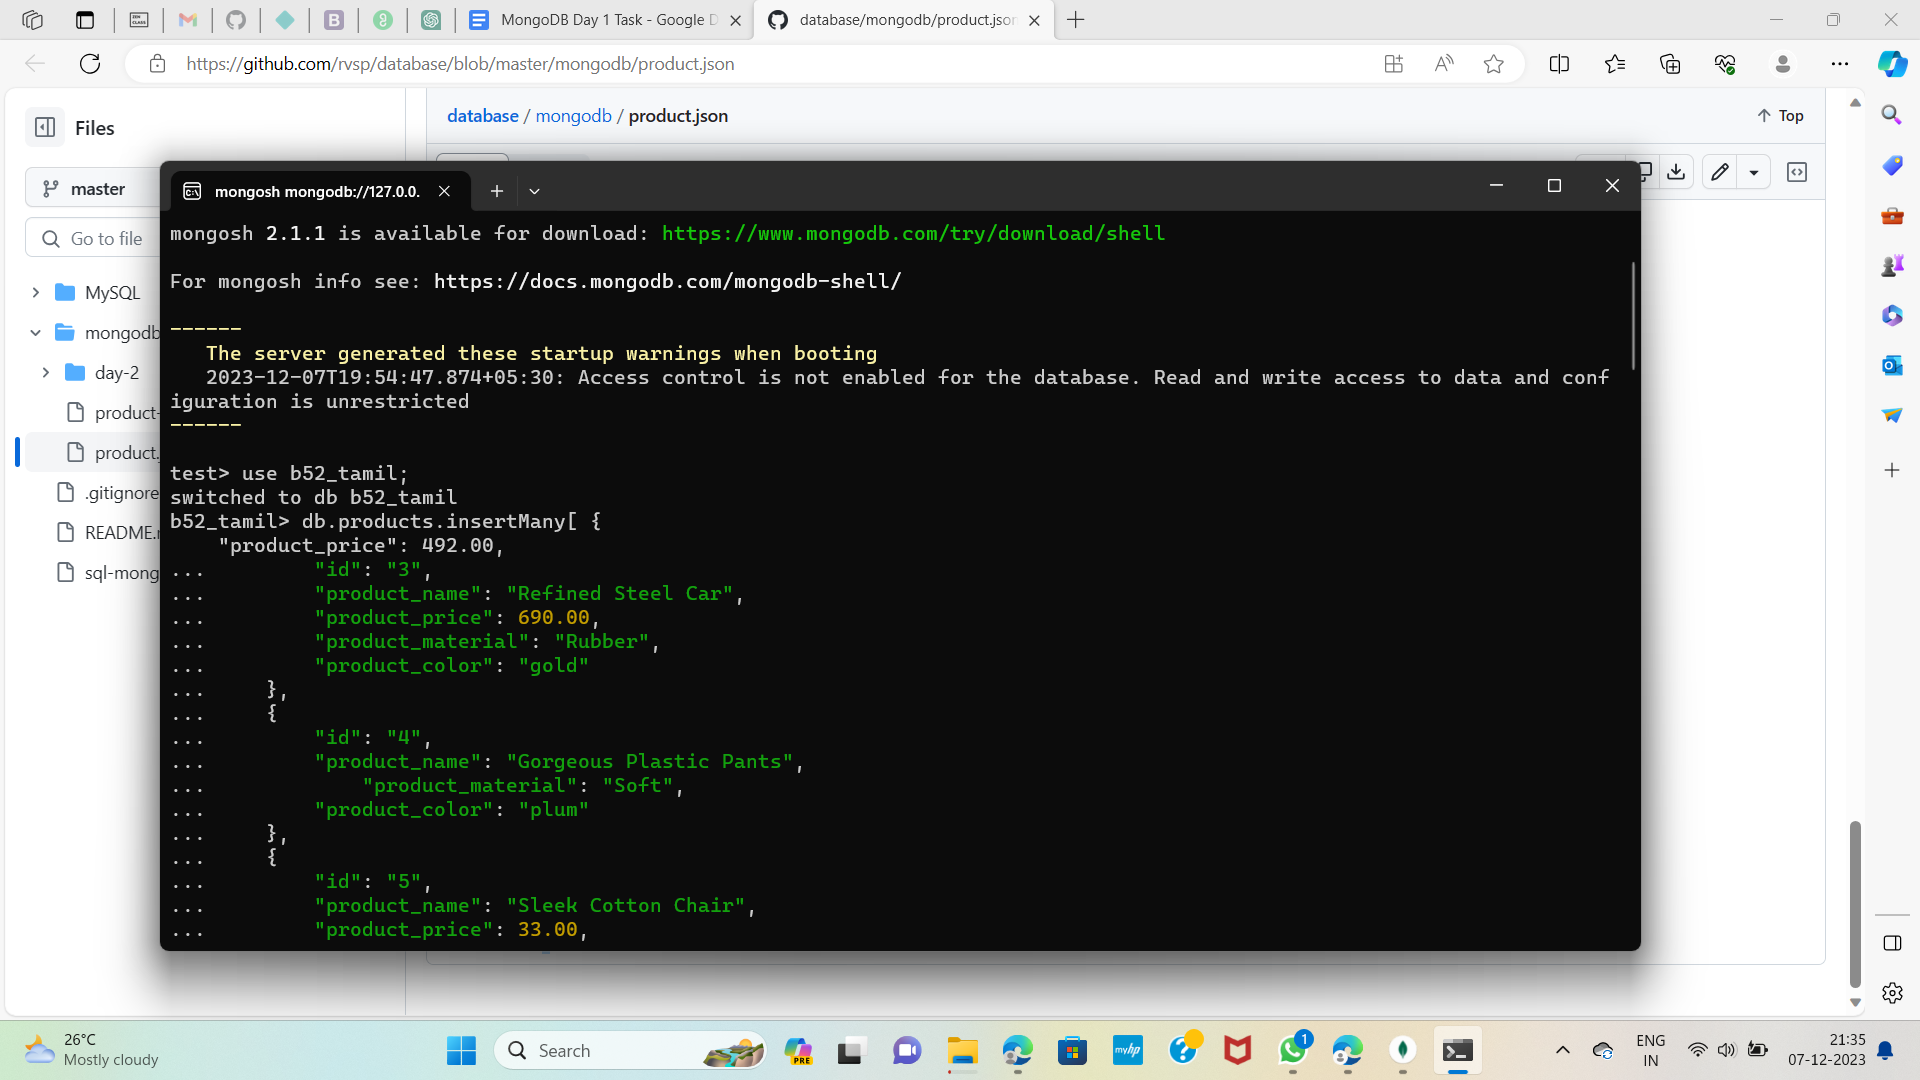 MongoDB Day 1 Task - Google D
database/mongodb/product.json
https://github.com/rvsp/database/blob/master/mongodb/product.json
Files
database / mongodb / product.json
Top
master
Go to file
MySQL
mongodb
day-2
product-
product.
.gitignore
README.
sql-mong
mongosh mongodb://127.0.0.
mongosh 2.1.1 is available for download: https://www.mongodb.com/try/download/shell
For mongosh info see: https://docs.mongodb.com/mongodb-shell/
------
The server generated these startup warnings when booting
2023-12-07T19:54:47.874+05:30: Access control is not enabled for the database. Read and write access to data and conf
iguration is unrestricted
------
test> use b52_tamil;
switched to db b52_tamil
b52_tamil> db.products.insertMany[ {
"product_price": 492.00,
... "id": "3",
... "product_name": "Refined Steel Car",
... "product_price": 690.00,
... "product_material": "Rubber",
... "product_color": "gold"
... },
... {
... "id": "4",
... "product_name": "Gorgeous Plastic Pants",
... "product_material": "Soft",
... "product_color": "plum"
... },
... {
... "id": "5",
... "product_name": "Sleek Cotton Chair",
... "product_price": 33.00,
26°C
Mostly cloudy
Search
PRE
myhp
1
ENG
IN
21:35
07-12-2023